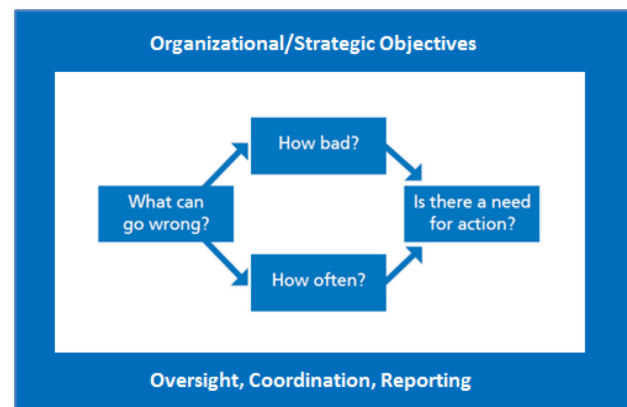 Organizational/Strategic Objectives
How bad?
What can
go wrong?
Is there a need
for action?
How often?
Oversight, Coordination, Reporting